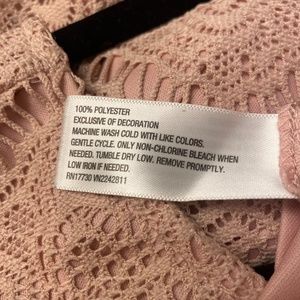 100% POLYESTER
EXCLUSIVE OF DECORATION
MACHINE WASH COLD WITH LIKE COLORS.
GENTLE CYCLE. ONLY NON-CHLORINE BLEACH WHEN
NEEDED. TUMBLE DRY LOW. REMOVE PROMPTLY.
LOW IRON IF NEEDED.
RN17730 VN2242811